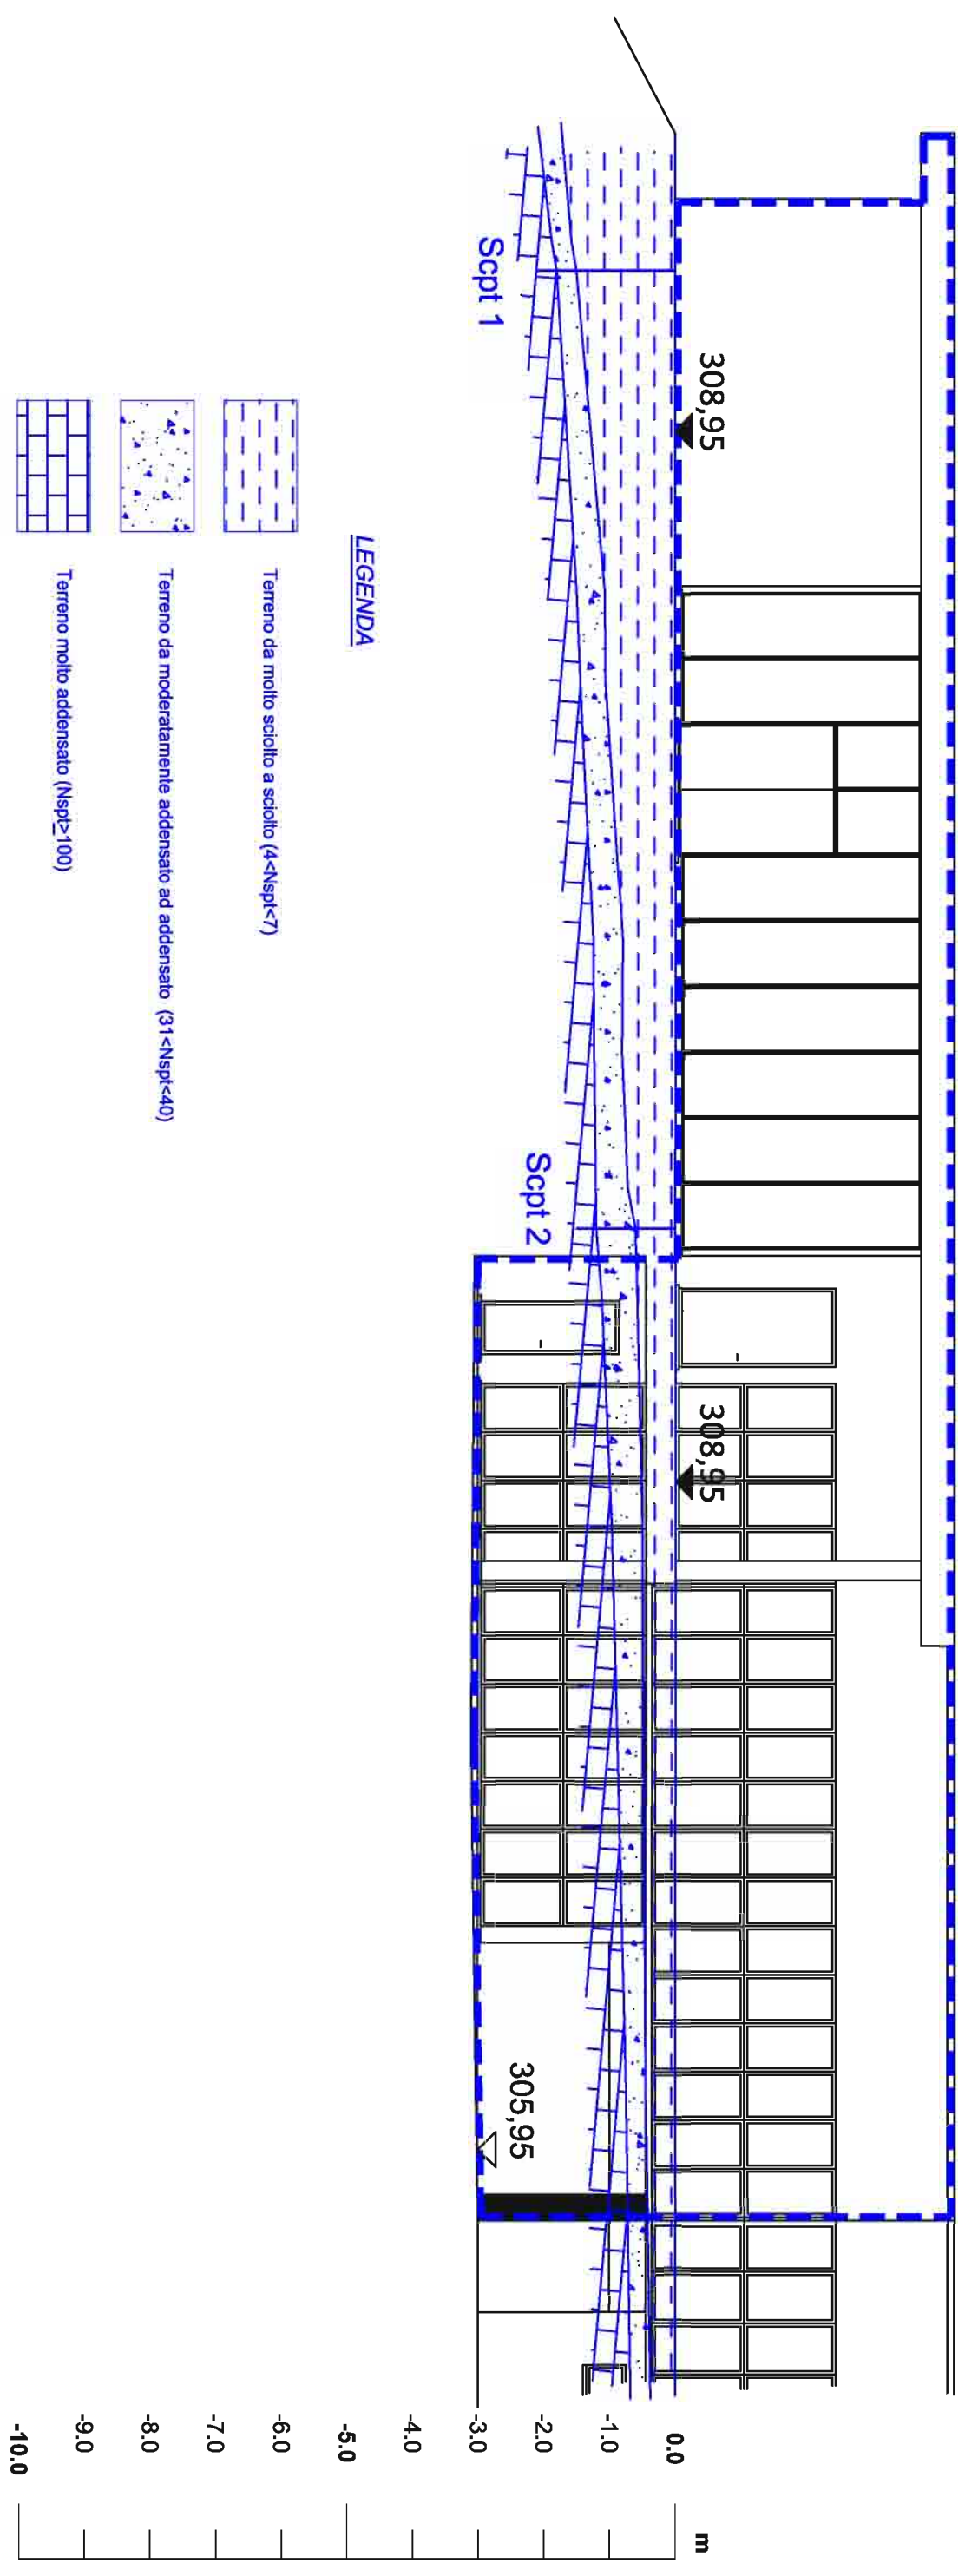 308,95
308,95
305,95
Scpt 1
Scpt 2
m
0.0
-1.0
-2.0
-3.0
-4.0
-5.0
-6.0
-7.0
-8.0
-9.0
-10.0
LEGENDA
Terreno da molto sciolto a sciolto (4<Nspt<7)
Terreno da moderatamente addensato ad addensato (31<Nspt<40)
Terreno molto addensato (Nspt≥100)